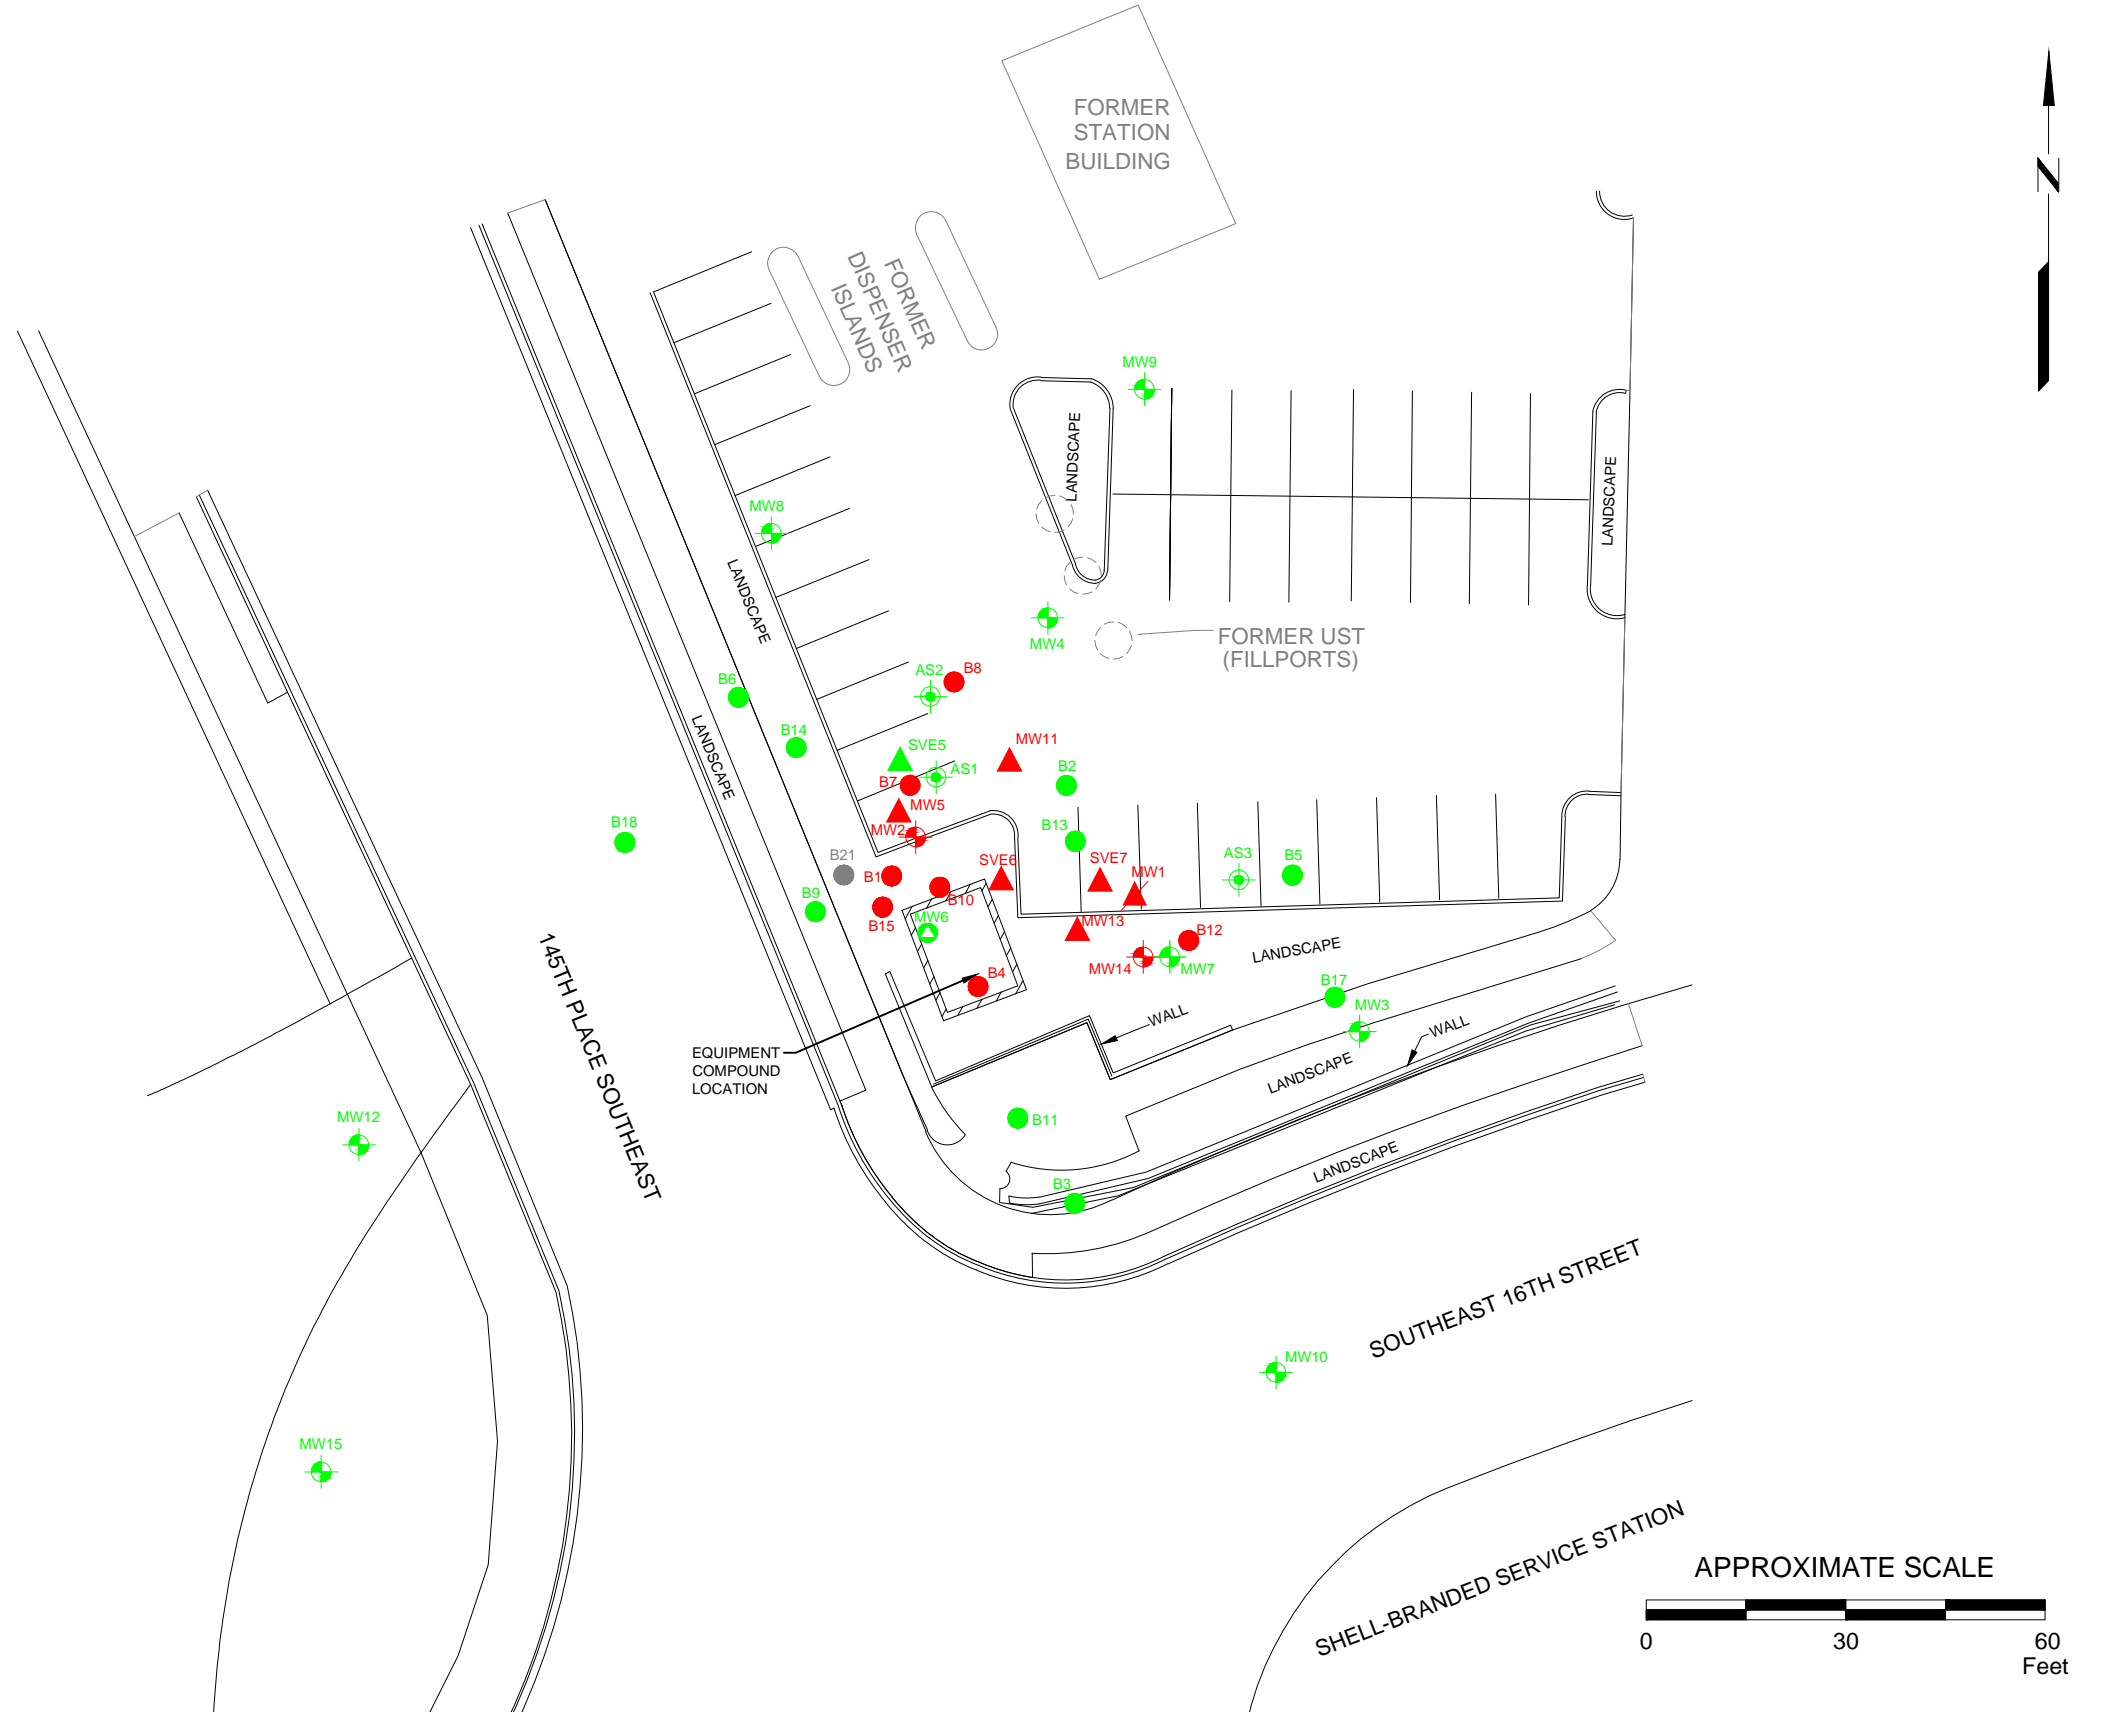 FORMER
STATION
BUILDING
N
FORMER
DISPENSER
ISLANDS
MW9
LANDSCAPE
LANDSCAPE
MW8
LANDSCAPE
MW4
FORMER UST
(FILLPORTS)
B8
AS2
B6
B14
LANDSCAPE
SVE5
MW11
AS1
B7
B2
MW5
MW2
B18
B13
B21
B1
SVE6
SVE7
MW1
AS3
B5
B9
B10
B15
MW6
MW13
B12
MW14
MW7
LANDSCAPE
B4
B17
MW3
WALL
WALL
145TH PLACE SOUTHEAST
EQUIPMENT
COMPOUND
LOCATION
LANDSCAPE
MW12
B11
LANDSCAPE
B3
SOUTHEAST 16TH STREET
MW10
MW15
SHELL-BRANDED SERVICE STATION
APPROXIMATE SCALE
0 30 60
Feet